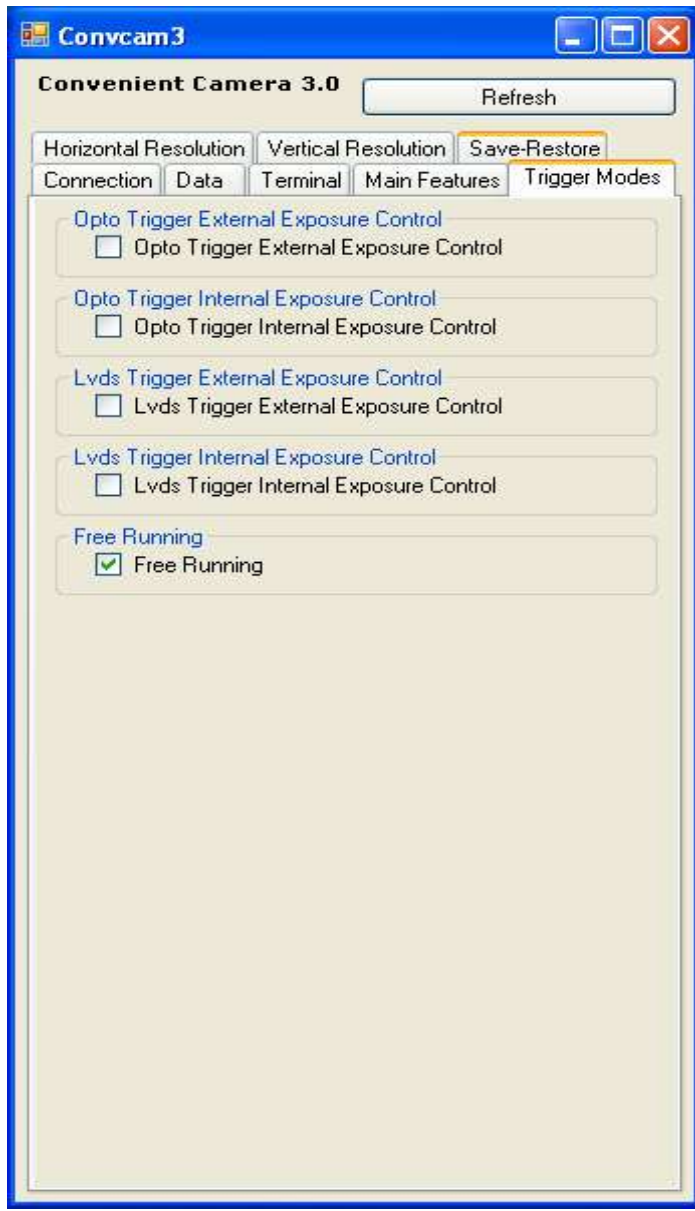 Convcam3
Convenient Camera 3.0 Refresh
Horizontal Resolution Vertical Resolution Save-Restore
Connection Data Terminal Main Features Trigger Modes
Opto Trigger External Exposure Control
Opto Trigger External Exposure Control
Opto Trigger Internal Exposure Control
Opto Trigger Internal Exposure Control
Lvds Trigger External Exposure Control
Lvds Trigger External Exposure Control
Lvds Trigger Internal Exposure Control
Lvds Trigger Internal Exposure Control
Free Running
Free Running